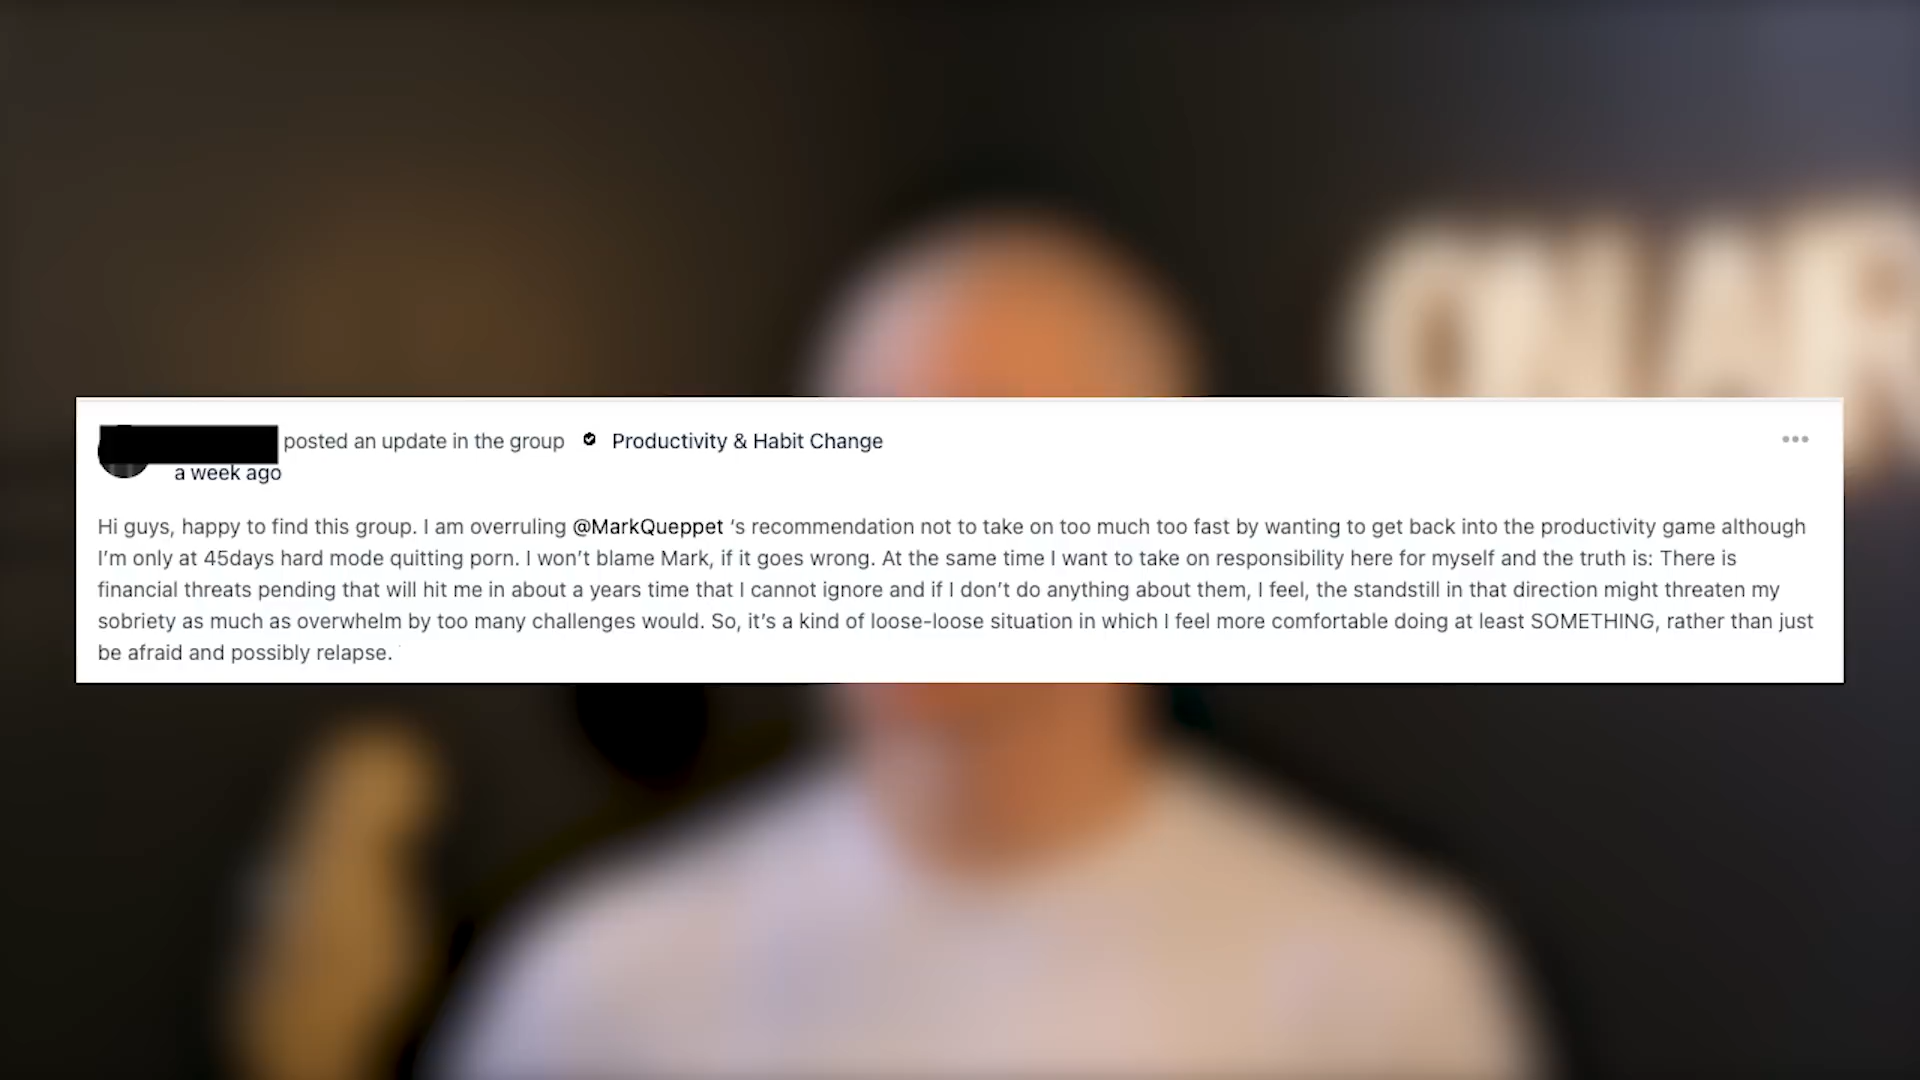 posted an update in the group Productivity & Habit Change
a week ago
Hi guys, happy to find this group. I am overruling @MarkQueppet ‘s recommendation not to take on too much too fast by wanting to get back into the productivity game although
I’m only at 45days hard mode quitting porn. I won’t blame Mark, if it goes wrong. At the same time I want to take on responsibility here for myself and the truth is: There is
financial threats pending that will hit me in about a years time that I cannot ignore and if I don’t do anything about them, I feel, the standstill in that direction might threaten my
sobriety as much as overwhelm by too many challenges would. So, it’s a kind of loose-loose situation in which I feel more comfortable doing at least SOMETHING, rather than just
be afraid and possibly relapse.